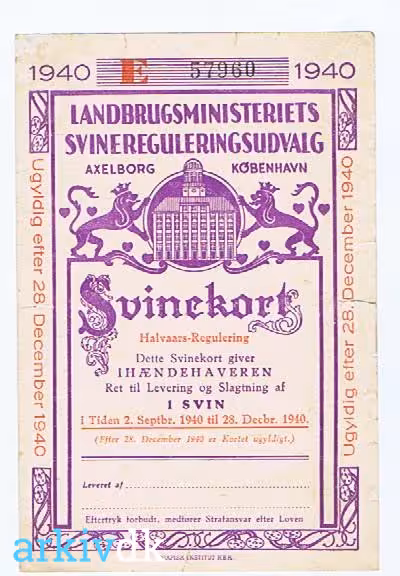 1940 E 57960 1940
LANDBRUGSMINISTERIETS
SVINEREGULERINGSUDVALG
AXELBORG KØBENHAVN
Ugyldig efter 28. December 1940
Ugyldig efter 28. December 1940
Svinekort
Halvaars-Regulering
Dette Svinekort giver
IHÆNDEHAVEREN
Ret til Levering og Slagtning af
1 SVIN
i Tiden 2. Septbr. 1940 til 28. Decbr. 1940.
(Efter 28. December 1940 er Kortet ugyldigt.)
Leveret af
Eftertryk forbudt, medfører Strafansvar efter Loven
arkiv.dk